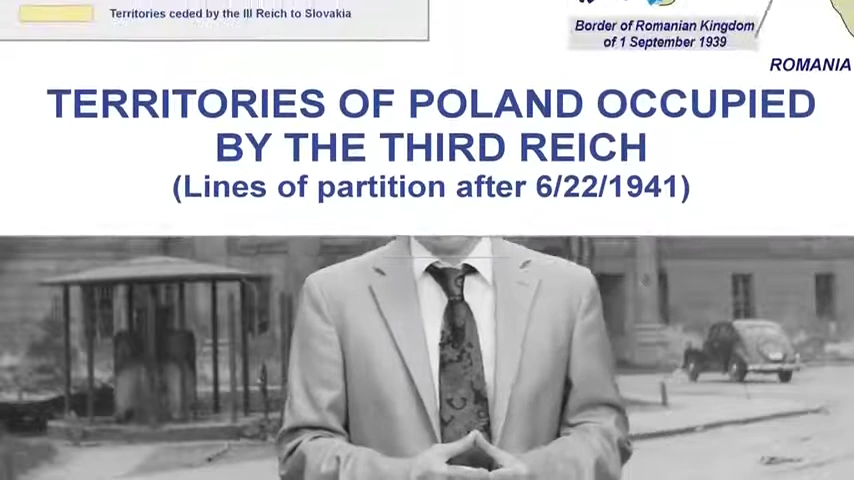 Territories ceded by the III Reich to Slovakia
Border of Romanian Kingdom
of 1 September 1939
ROMANIA
TERRITORIES OF POLAND OCCUPIED
BY THE THIRD REICH
(Lines of partition after 6/22/1941)